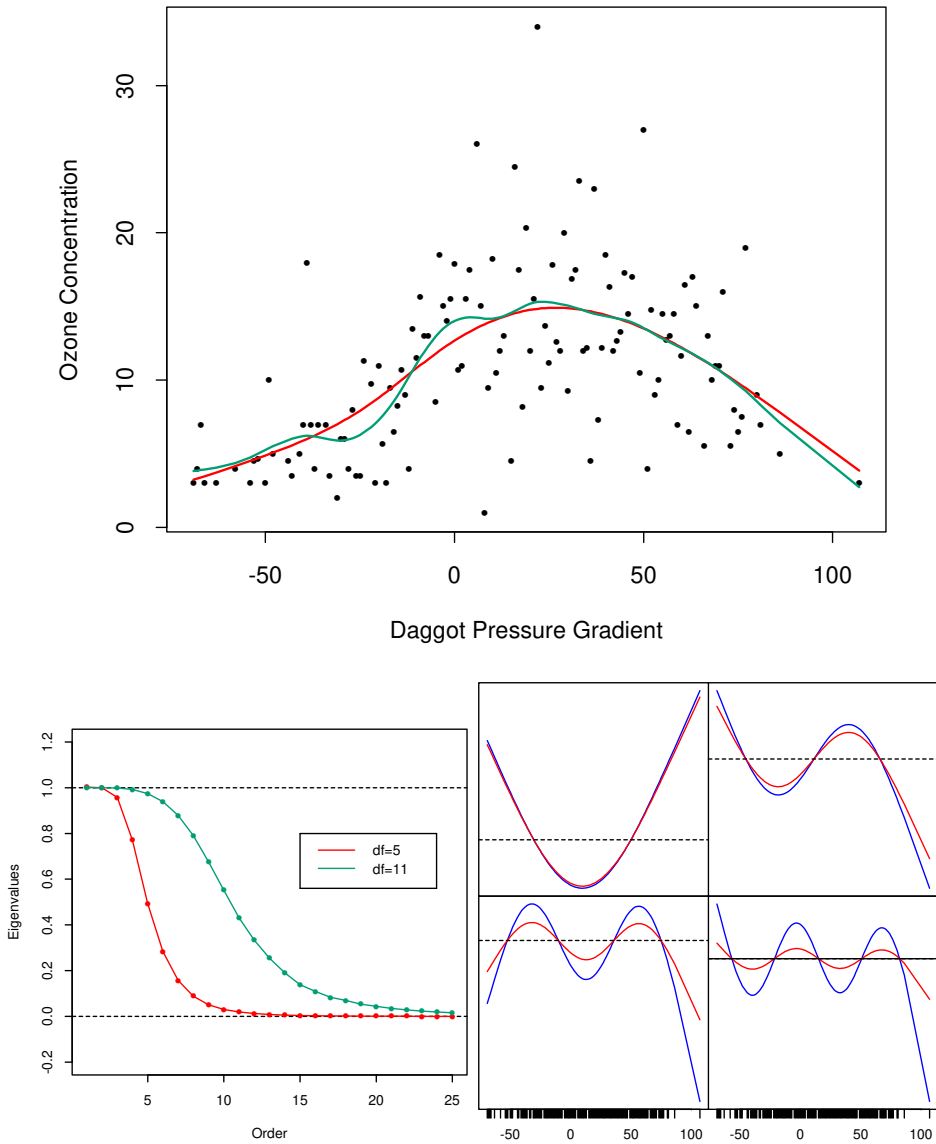 Ozone Concentration
30
20
10
0
-50 0 50 100
Daggot Pressure Gradient
Eigenvalues
1.2
1.0
0.8
0.6
0.4
0.2
0.0
-0.2
df=5
df=11
5 10 15 20 25
Order
-50 0 50 100
-50 0 50 100